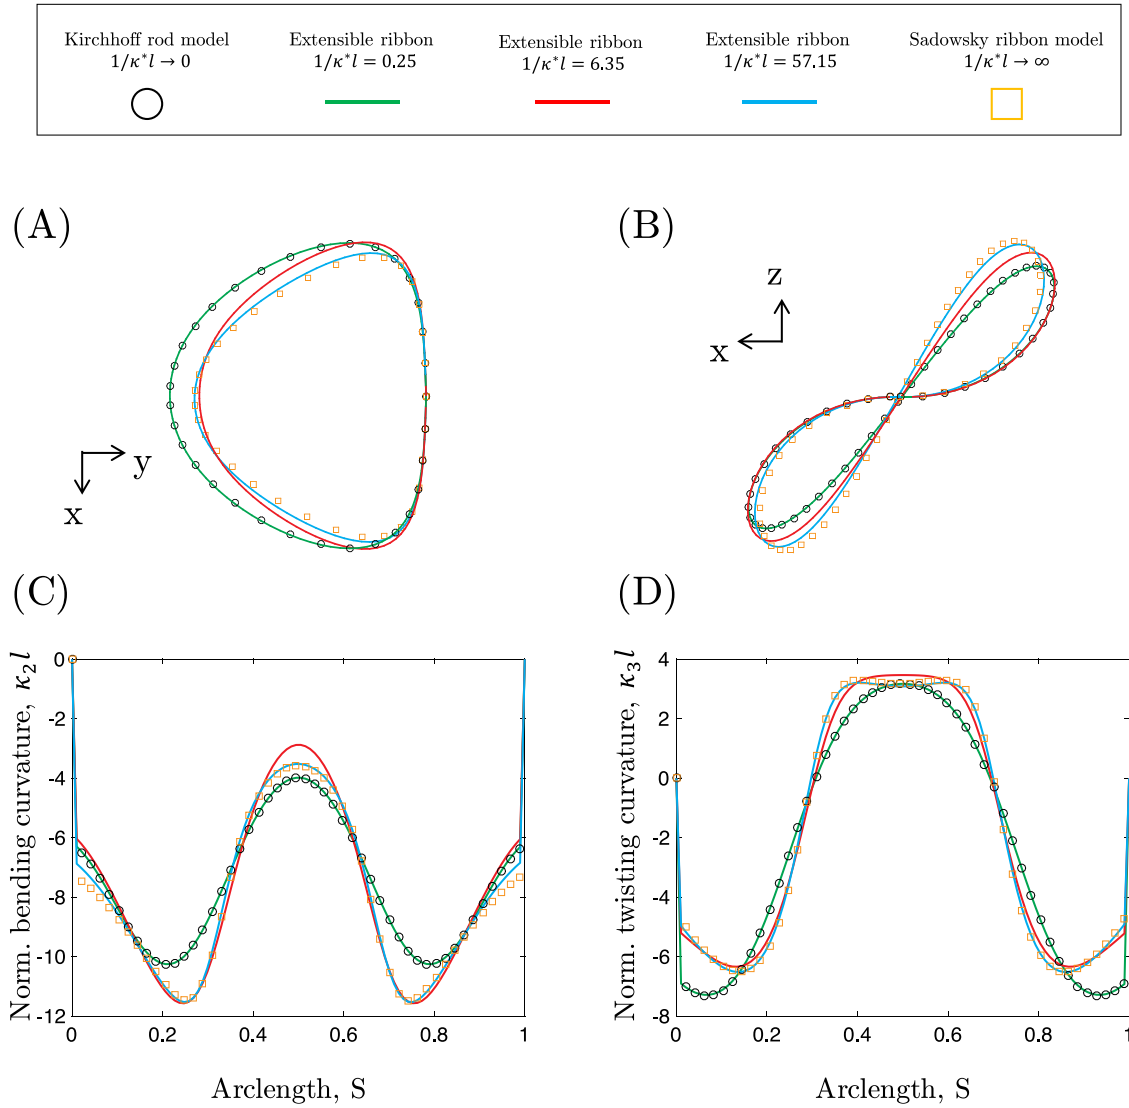 Kirchhoff rod model
1/κ*l → 0
Extensible ribbon
1/κ*l = 0.25
Extensible ribbon
1/κ*l = 6.35
Extensible ribbon
1/κ*l = 57.15
Sadowsky ribbon model
1/κ*l → ∞
(A)
y
x
(B)
z
x
(C)
Norm. bending curvature, κ₂l
0
-2
-4
-6
-8
-10
-12
0
0.2
0.4
0.6
0.8
1
Arclength, S
(D)
Norm. twisting curvature, κ₃l
4
2
0
-2
-4
-6
-8
0
0.2
0.4
0.6
0.8
1
Arclength, S